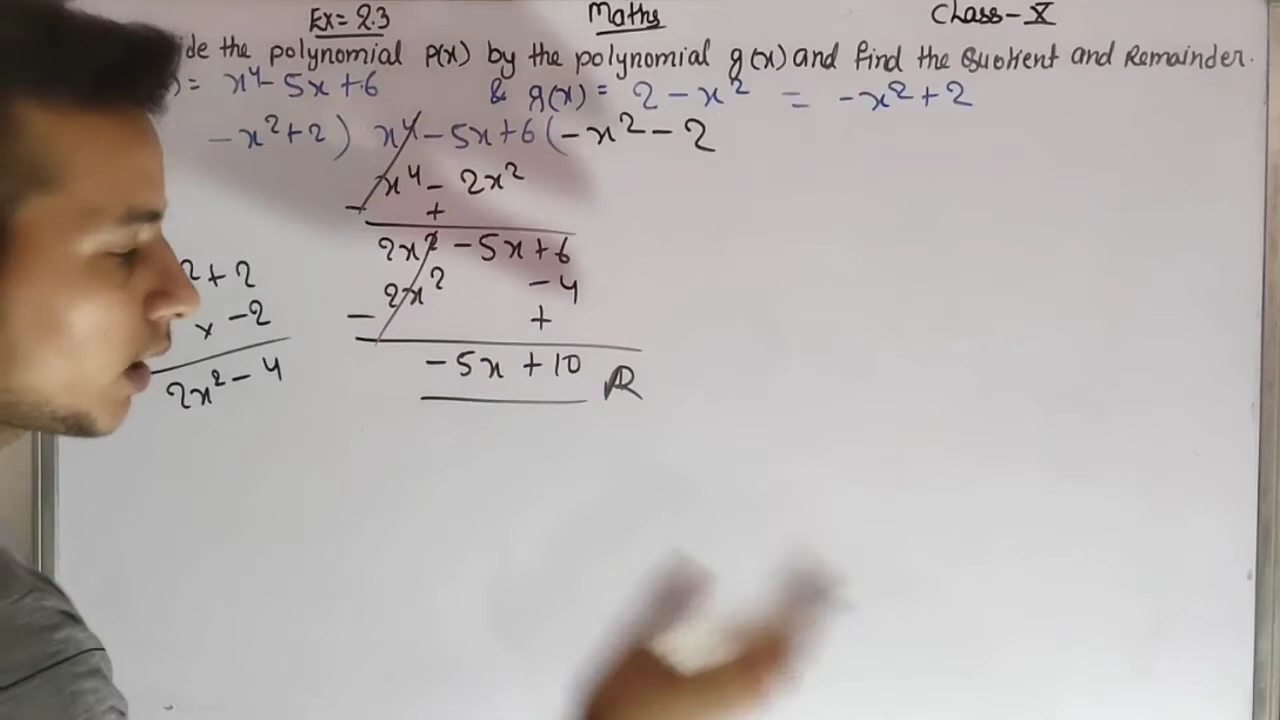 Ex= 2.3 Maths Class-X
de the polynomial P(x) by the polynomial g(x) and find the Quotient and Remainder.
)= x⁴-5x+6 & g(x)= 2-x² = -x²+2
-x²+2) x⁴-5x+6(-x²-2
x⁴- 2x²
- +
2x²-5x+6
2x² -4
- +
-5x+10 R
²+2
x -2
2x²-4